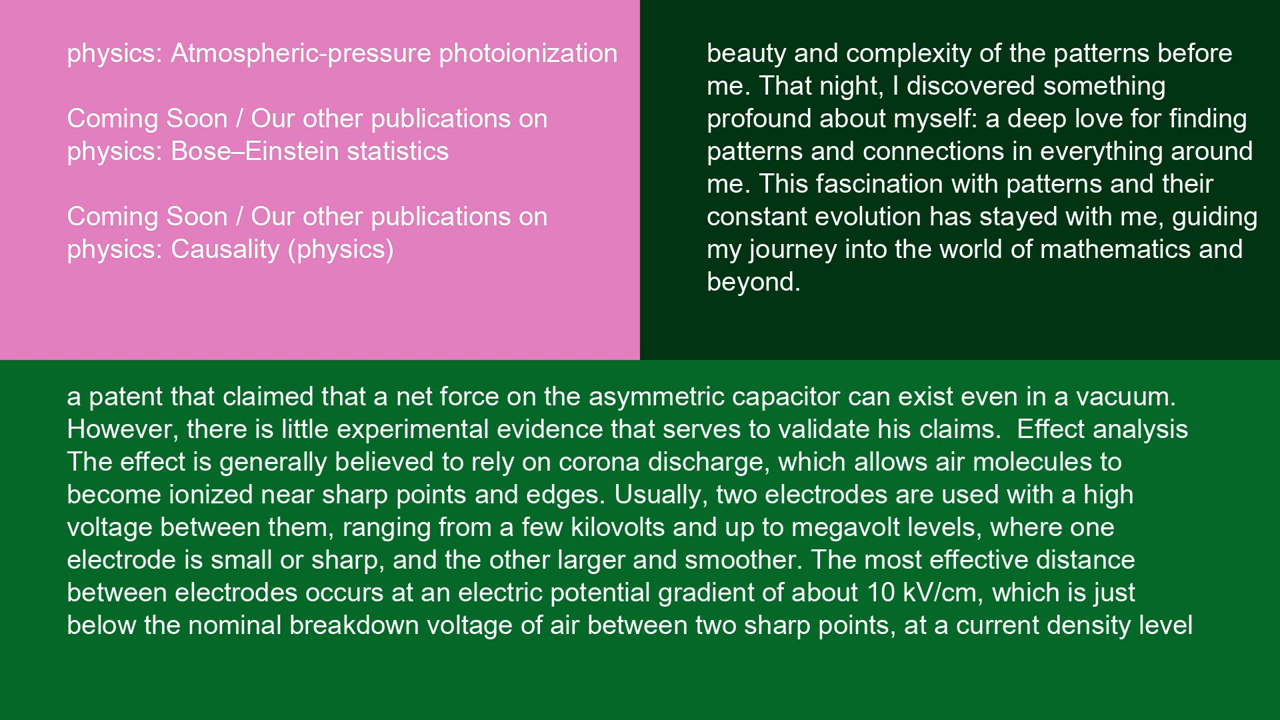 physics: Atmospheric-pressure photoionization
Coming Soon / Our other publications on
physics: Bose–Einstein statistics
Coming Soon / Our other publications on
physics: Causality (physics)
beauty and complexity of the patterns before
me. That night, I discovered something
profound about myself: a deep love for finding
patterns and connections in everything around
me. This fascination with patterns and their
constant evolution has stayed with me, guiding
my journey into the world of mathematics and
beyond.
a patent that claimed that a net force on the asymmetric capacitor can exist even in a vacuum.
However, there is little experimental evidence that serves to validate his claims.  Effect analysis
The effect is generally believed to rely on corona discharge, which allows air molecules to
become ionized near sharp points and edges. Usually, two electrodes are used with a high
voltage between them, ranging from a few kilovolts and up to megavolt levels, where one
electrode is small or sharp, and the other larger and smoother. The most effective distance
between electrodes occurs at an electric potential gradient of about 10 kV/cm, which is just
below the nominal breakdown voltage of air between two sharp points, at a current density level